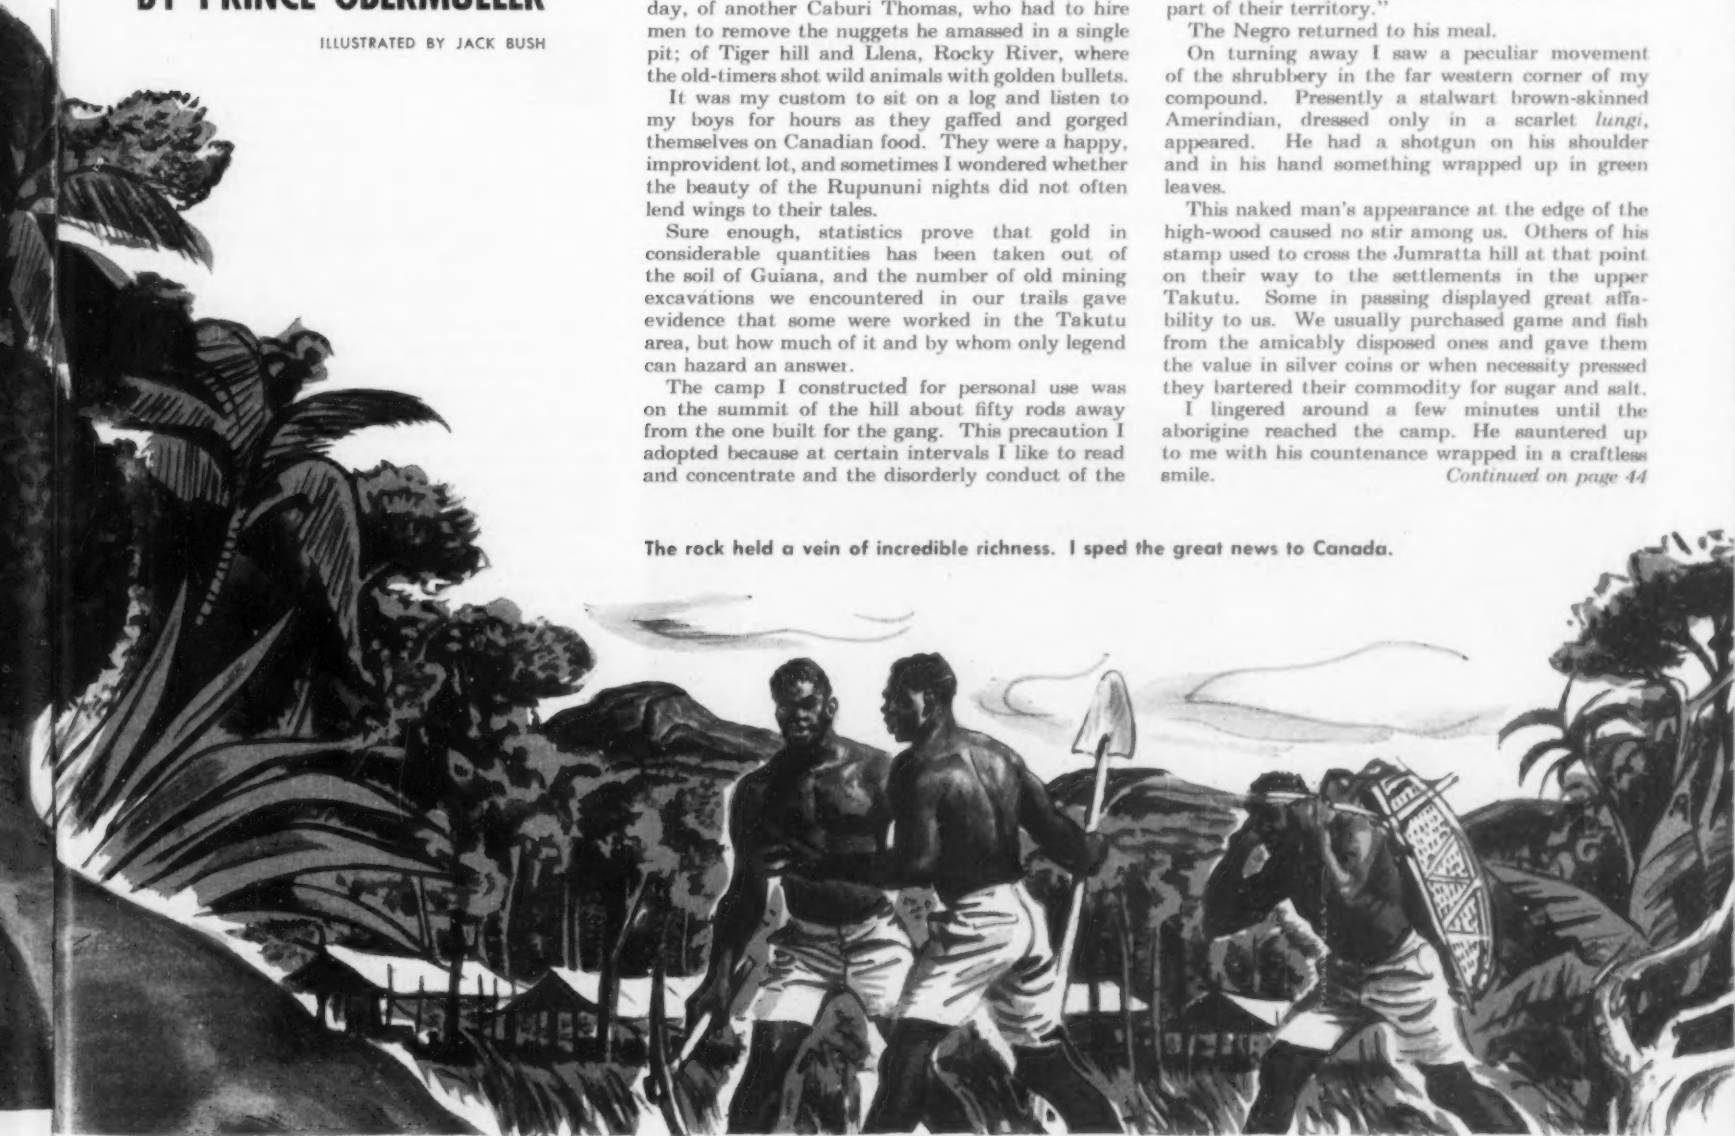 BY PRINCE OBERMULLER
ILLUSTRATED BY JACK BUSH
day, of another Caburi Thomas, who had to hire
men to remove the nuggets he amassed in a single
pit; of Tiger hill and Llena, Rocky River, where
the old-timers shot wild animals with golden bullets.
It was my custom to sit on a log and listen to
my boys for hours as they gaffed and gorged
themselves on Canadian food. They were a happy,
improvident lot, and sometimes I wondered whether
the beauty of the Rupununi nights did not often
lend wings to their tales.
Sure enough, statistics prove that gold in
considerable quantities has been taken out of
the soil of Guiana, and the number of old mining
excavations we encountered in our trails gave
evidence that some were worked in the Takutu
area, but how much of it and by whom only legend
can hazard an answer.
The camp I constructed for personal use was
on the summit of the hill about fifty rods away
from the one built for the gang. This precaution I
adopted because at certain intervals I like to read
and concentrate and the disorderly conduct of the
part of their territory."
The Negro returned to his meal.
On turning away I saw a peculiar movement
of the shrubbery in the far western corner of my
compound. Presently a stalwart brown-skinned
Amerindian, dressed only in a scarlet lungi,
appeared. He had a shotgun on his shoulder
and in his hand something wrapped up in green
leaves.
This naked man's appearance at the edge of the
high-wood caused no stir among us. Others of his
stamp used to cross the Jumratta hill at that point
on their way to the settlements in the upper
Takutu. Some in passing displayed great affa-
bility to us. We usually purchased game and fish
from the amicably disposed ones and gave them
the value in silver coins or when necessity pressed
they bartered their commodity for sugar and salt.
I lingered around a few minutes until the
aborigine reached the camp. He sauntered up
to me with his countenance wrapped in a craftless
smile. Continued on page 44
The rock held a vein of incredible richness. I sped the great news to Canada.